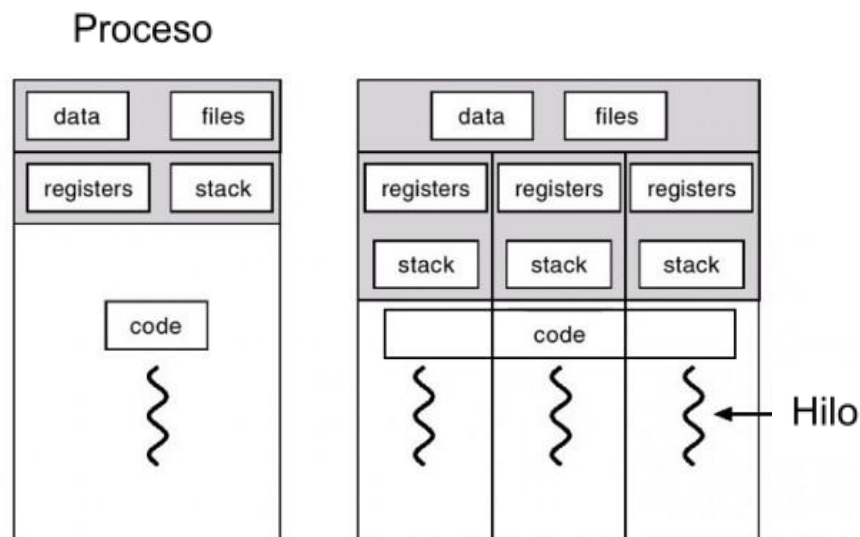 Proceso
data files
registers stack
code
data files
registers registers registers
stack stack stack
code
Hilo